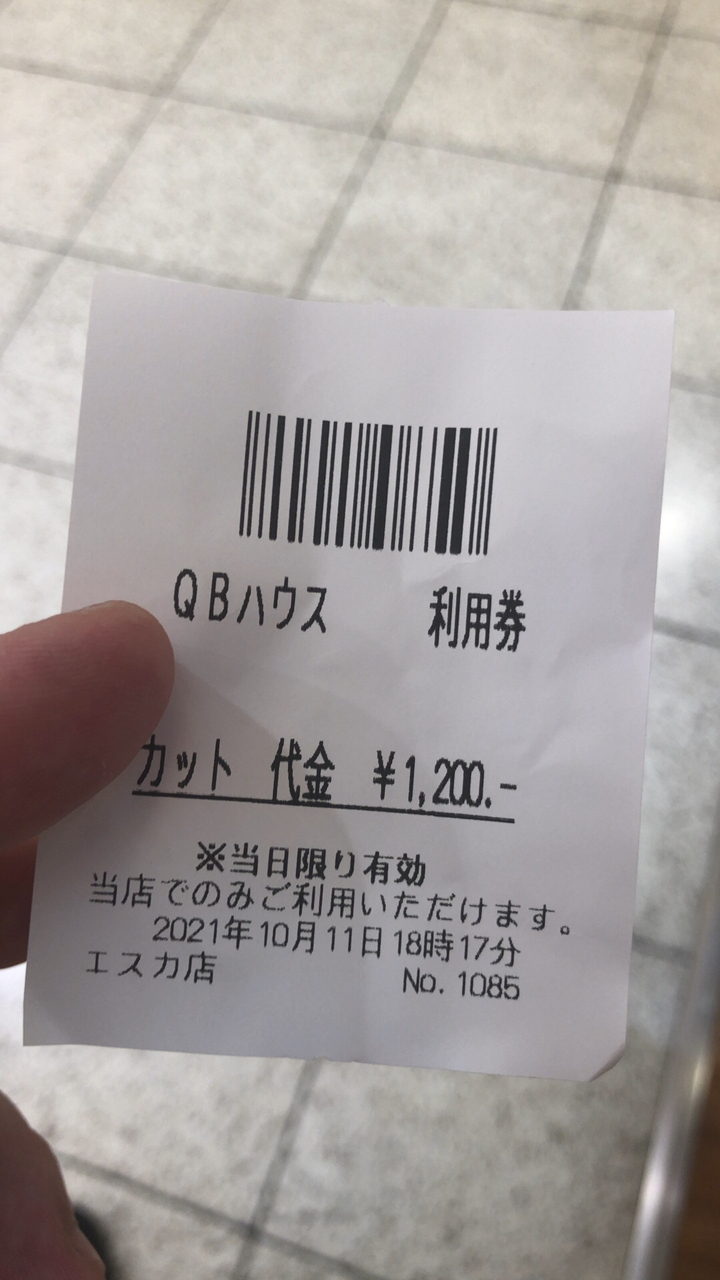 QBハウス 利用券
カット 代金 ¥1,200.-
※当日限り有効
当店でのみご利用いただけます。
2021年10月11日18時17分
エスカ店 No. 1085